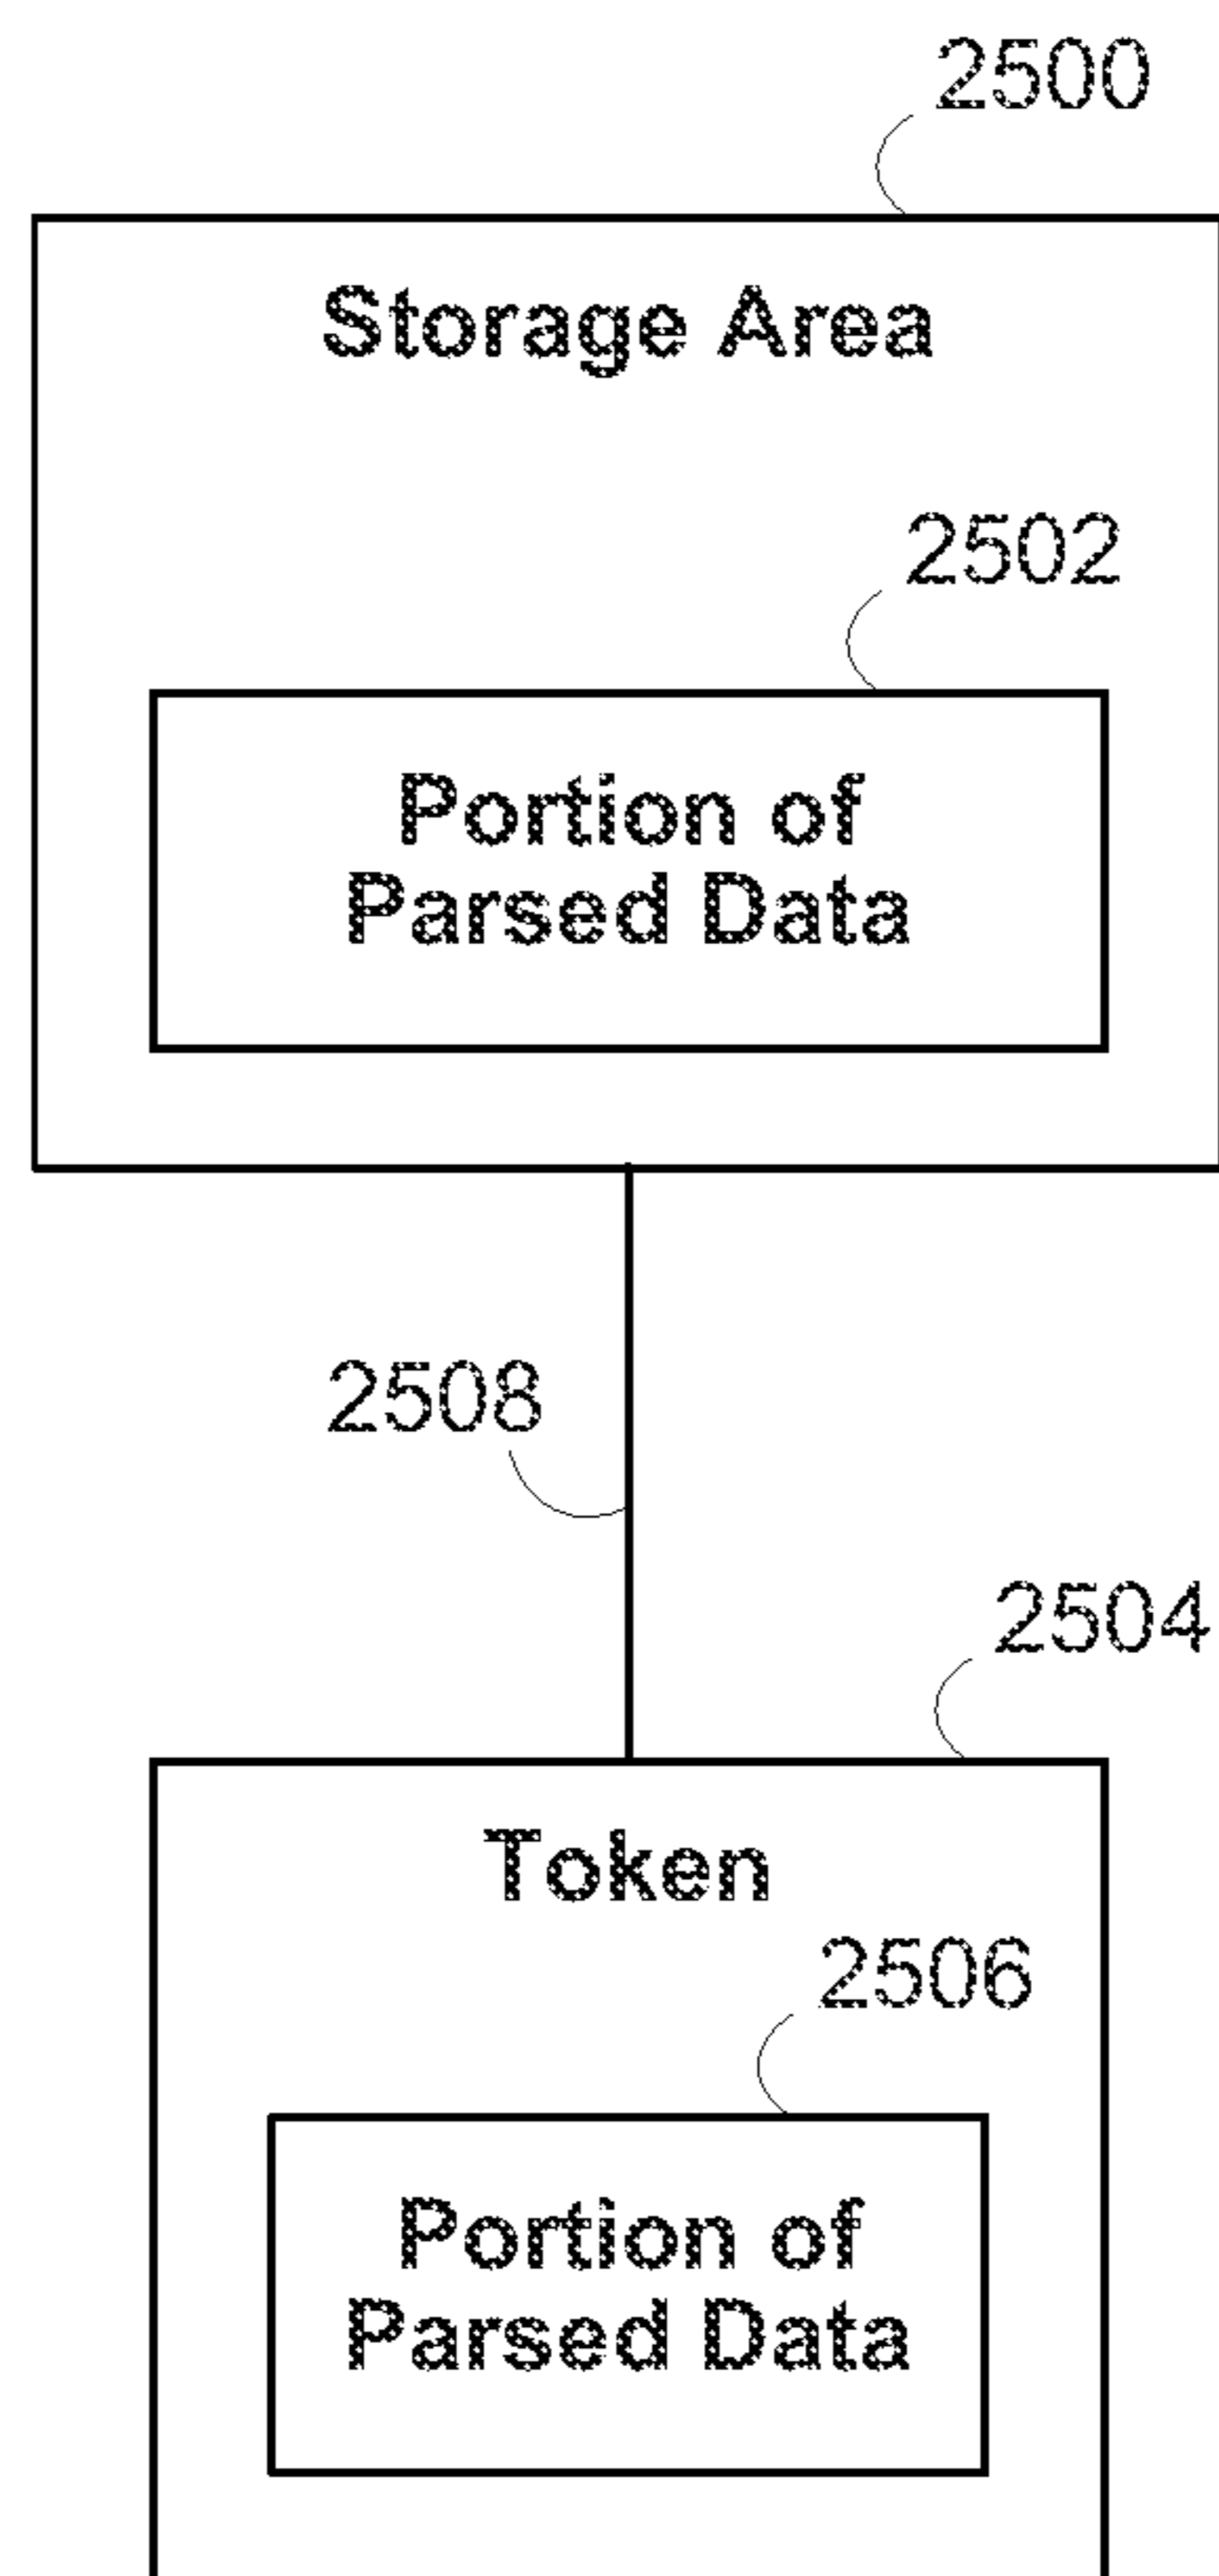 2500
Storage Area
2502
Portion of
Parsed Data
2508
2504
Token
2506
Portion of
Parsed Data